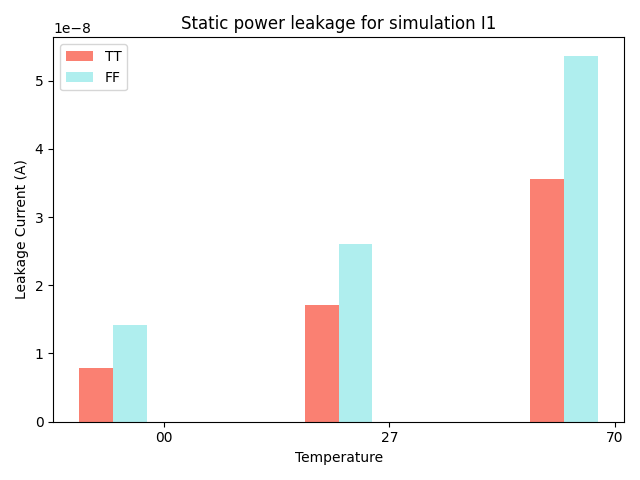 Static power leakage for simulation I1
1e−8
TT
FF
5
4
3
2
1
0
Leakage Current (A)
00
27
70
Temperature